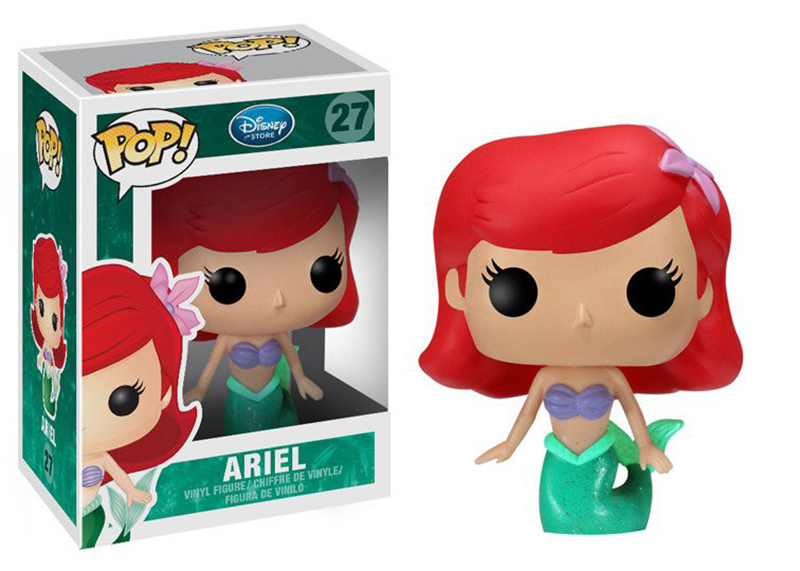 POP!
POP!
Disney
STORE
27
POP!
ARIEL
27
ARIEL
VINYL FIGURE/ CHIFFRE DE VINYLE/
FIGURA DE VINILO